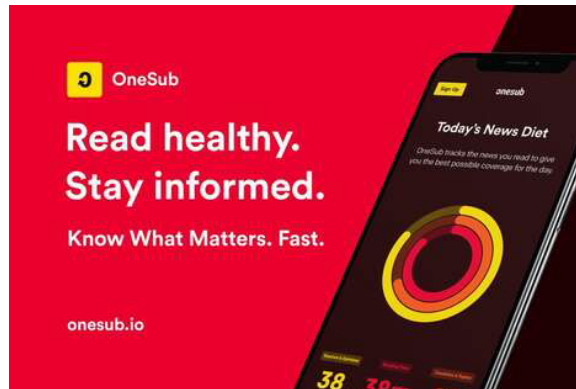 OneSub
Read healthy.
Stay informed.
Know What Matters. Fast.
onesub.io
Sign Up
onesub
Today's News Diet
OneSub tracks the news you read to give
you the best possible coverage for the day.
38